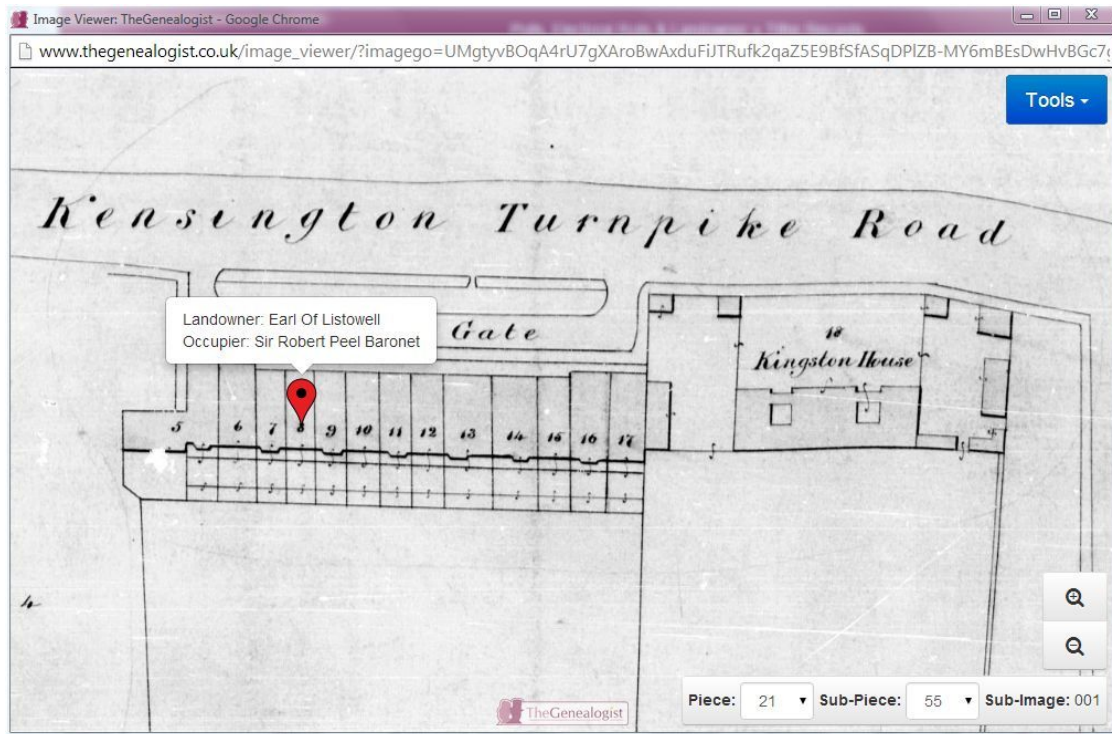 Image Viewer: TheGenealogist - Google Chrome
www.thegenealogist.co.uk/image_viewer/?imagego=UMgtyvBOqA4rU7gXAroBwAxduFiJTRufk2qaZ5E9BfSfASqDPlZB-MY6mBEsDwHvBGc7
Tools
Kensington Turnpike Road
Landowner: Earl Of Listowell
Occupier: Sir Robert Peel Baronet
Gate
18
Kingston House
5 6 7 8 9 10 11 12 13 14 15 16 17
4
TheGenealogist
Piece: 21 Sub-Piece: 55 Sub-Image: 001